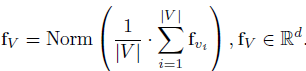 f_V = Norm ( 1/|V| · ∑_{i=1}^{|V|} f_{v_i} ) , f_V ∈ ℝ^d.